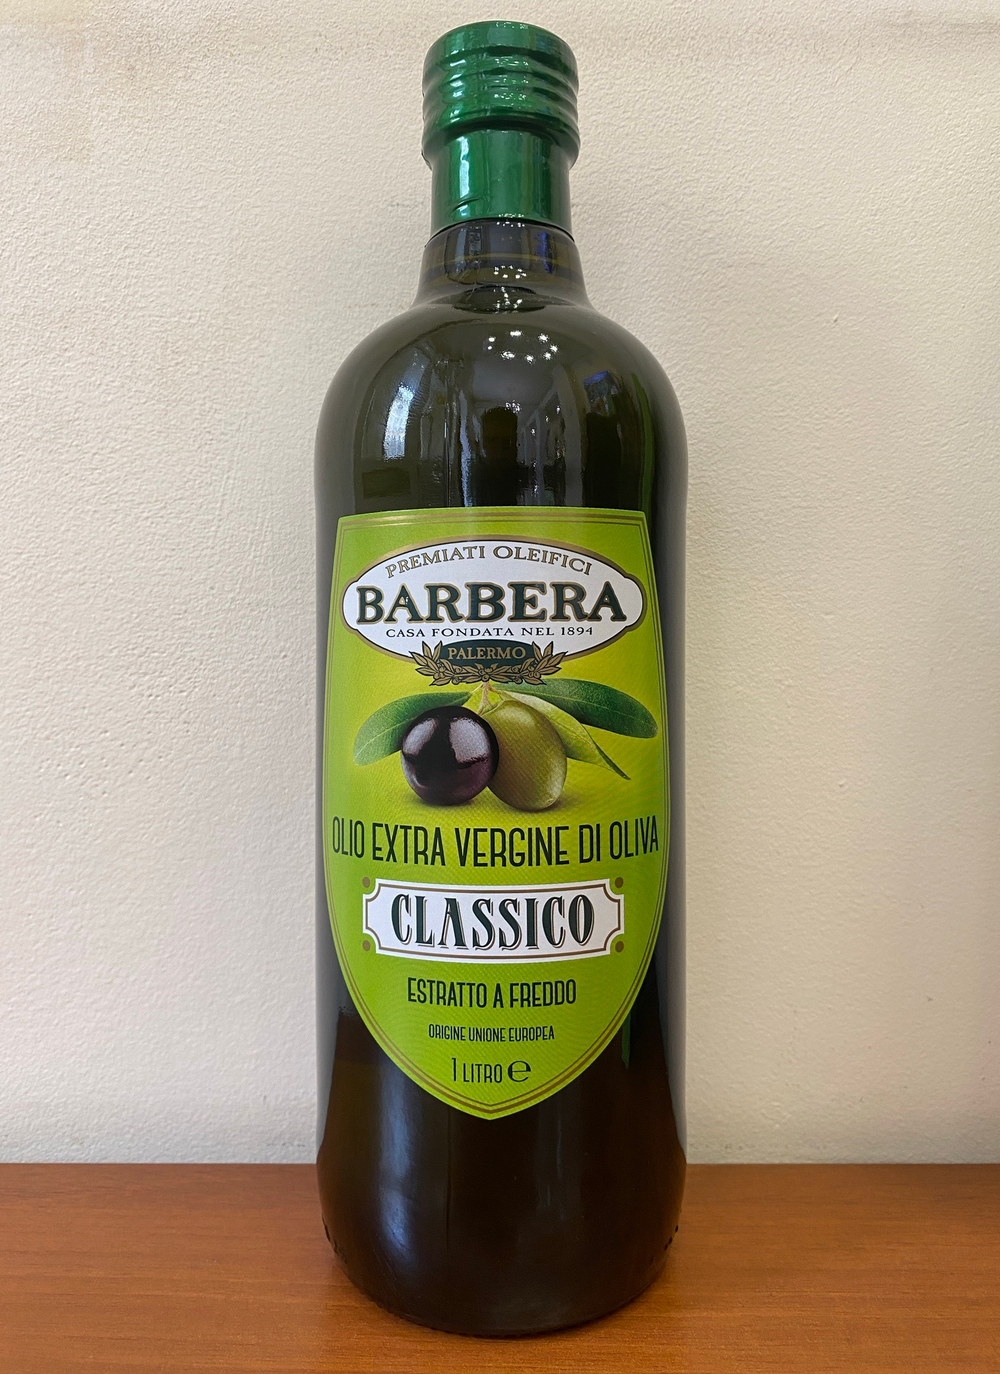 PREMIATI OLEIFICI
BARBERA
CASA FONDATA NEL 1894
PALERMO
OLIO EXTRA VERGINE DI OLIVA
CLASSICO
ESTRATTO A FREDDO
ORIGINE UNIONE EUROPEA
1 LITRO ℮